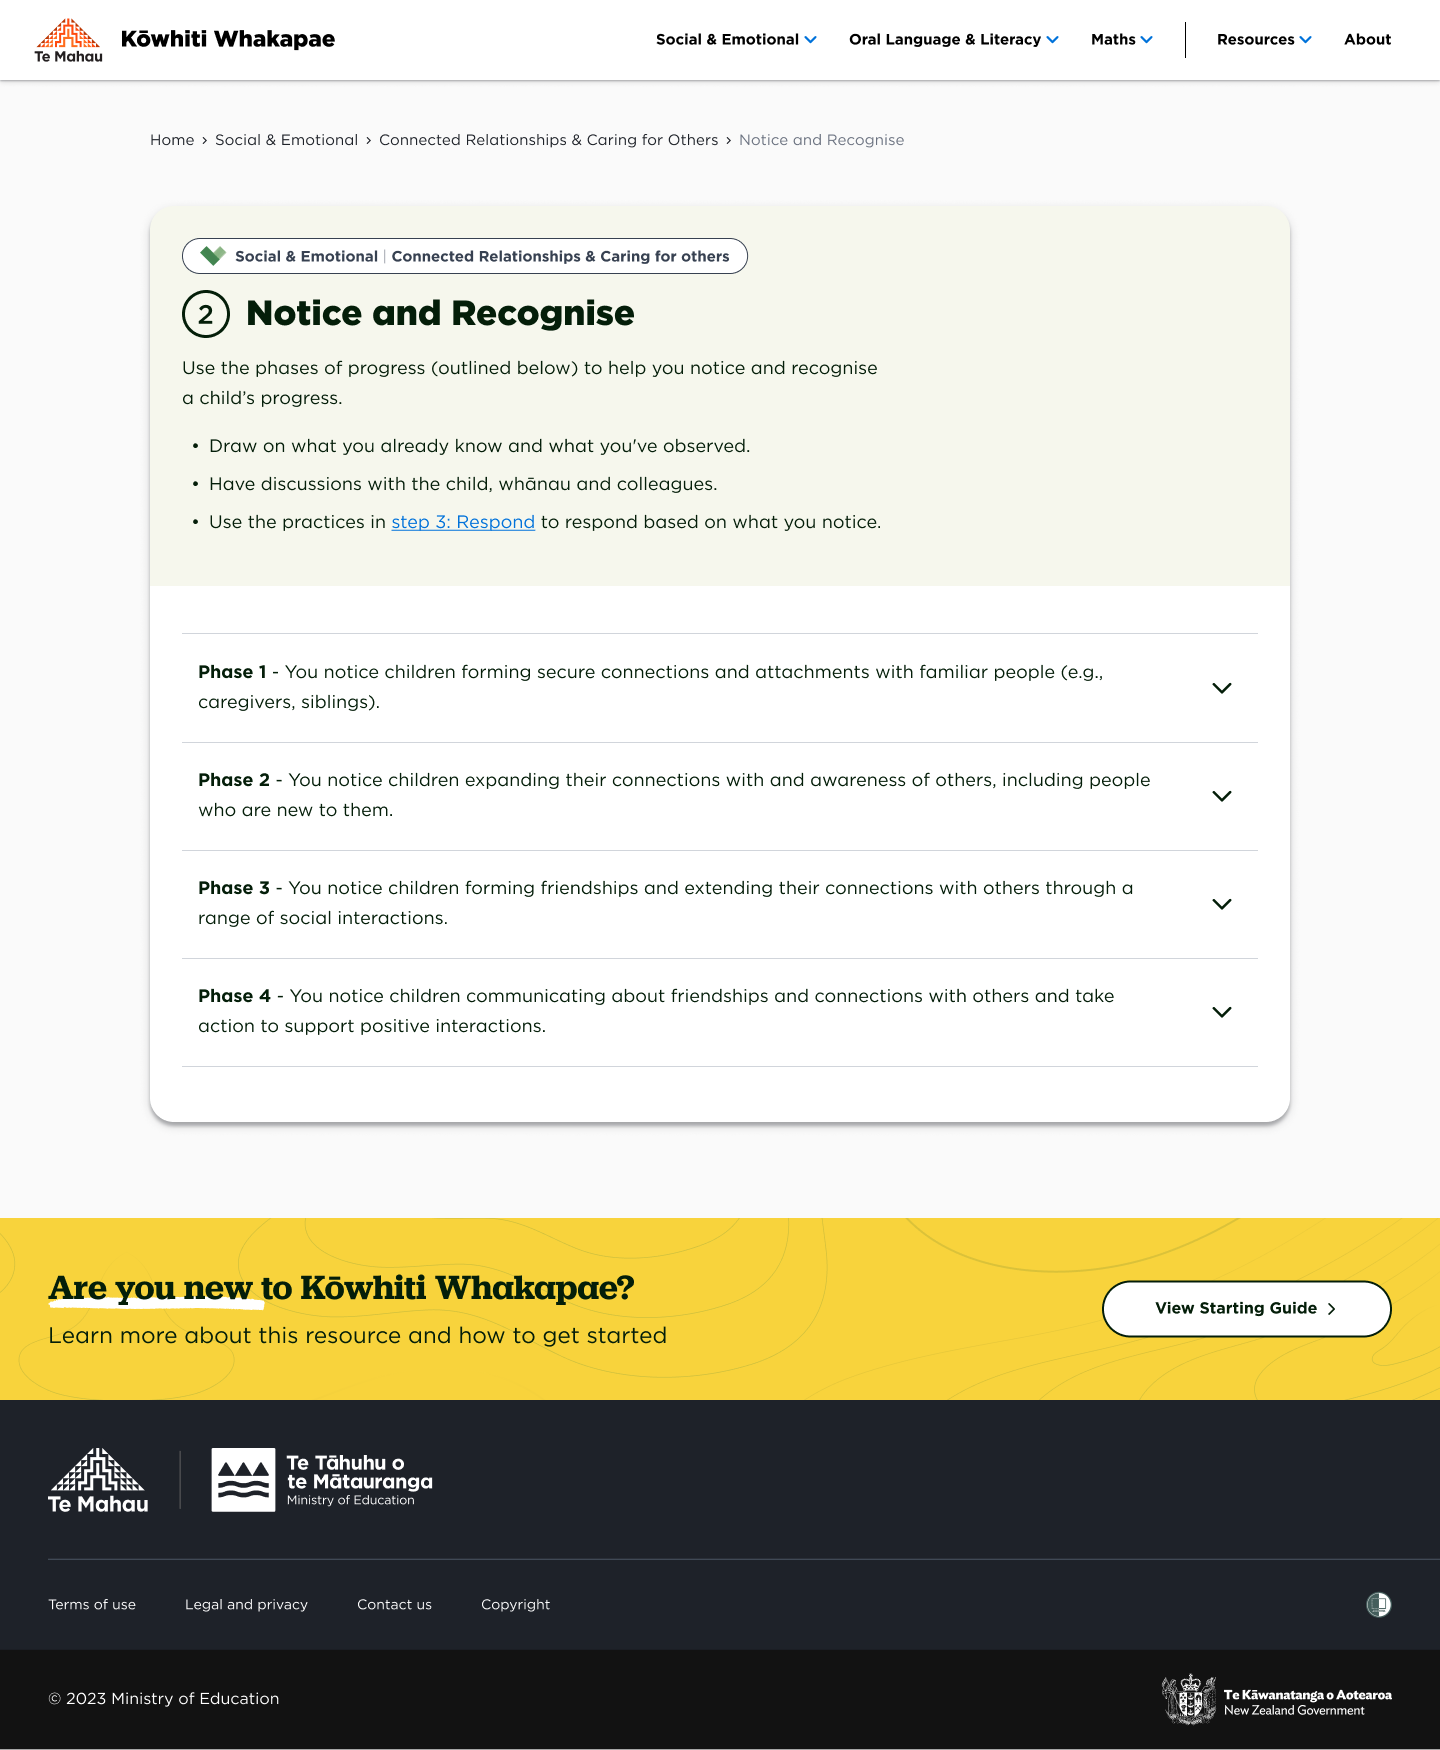 Te Mahau
Kōwhiti Whakapae
Social & Emotional
Oral Language & Literacy
Maths
Resources
About
Home › Social & Emotional › Connected Relationships & Caring for Others › Notice and Recognise
Social & Emotional | Connected Relationships & Caring for others
2 Notice and Recognise
Use the phases of progress (outlined below) to help you notice and recognise
a child’s progress.
• Draw on what you already know and what you've observed.
• Have discussions with the child, whānau and colleagues.
• Use the practices in step 3: Respond to respond based on what you notice.
Phase 1 - You notice children forming secure connections and attachments with familiar people (e.g.,
caregivers, siblings).
Phase 2 - You notice children expanding their connections with and awareness of others, including people
who are new to them.
Phase 3 - You notice children forming friendships and extending their connections with others through a
range of social interactions.
Phase 4 - You notice children communicating about friendships and connections with others and take
action to support positive interactions.
Are you new to Kōwhiti Whakapae?
Learn more about this resource and how to get started
View Starting Guide ›
Te Mahau
Te Tāhuhu o
te Mātauranga
Ministry of Education
Terms of use
Legal and privacy
Contact us
Copyright
© 2023 Ministry of Education
Te Kāwanatanga o Aotearoa
New Zealand Government